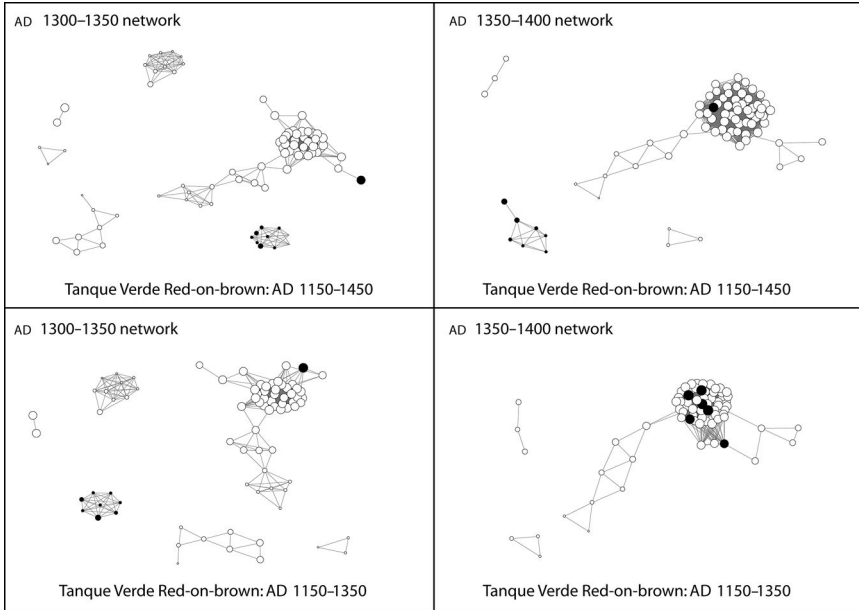 AD 1300–1350 network
AD 1350–1400 network
Tanque Verde Red-on-brown: AD 1150–1450
Tanque Verde Red-on-brown: AD 1150–1450
AD 1300–1350 network
AD 1350–1400 network
Tanque Verde Red-on-brown: AD 1150–1350
Tanque Verde Red-on-brown: AD 1150–1350